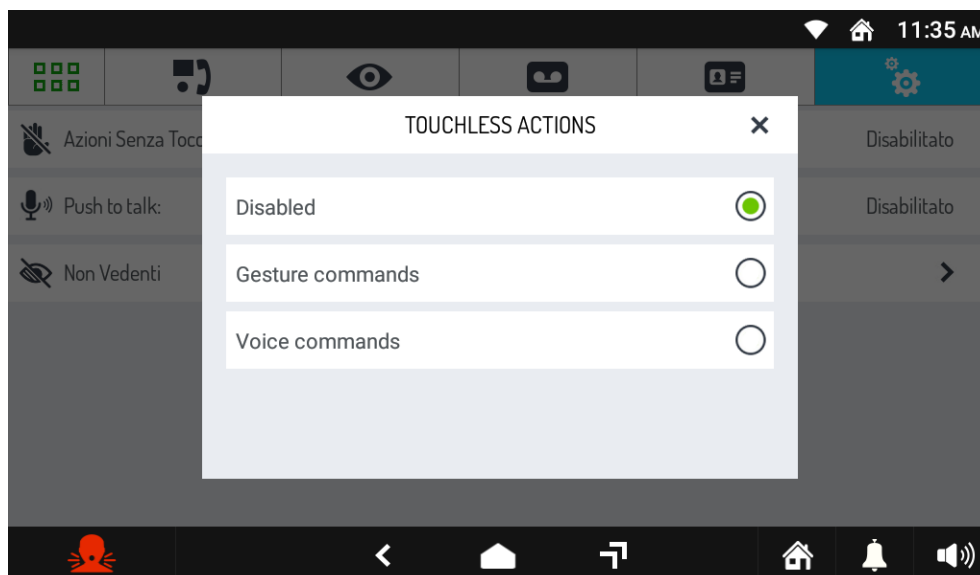 11:35 AM
TOUCHLESS ACTIONS
Azioni Senza Tocc
Disabilitato
Disabled
Push to talk:
Disabilitato
Gesture commands
Non Vedenti
Voice commands